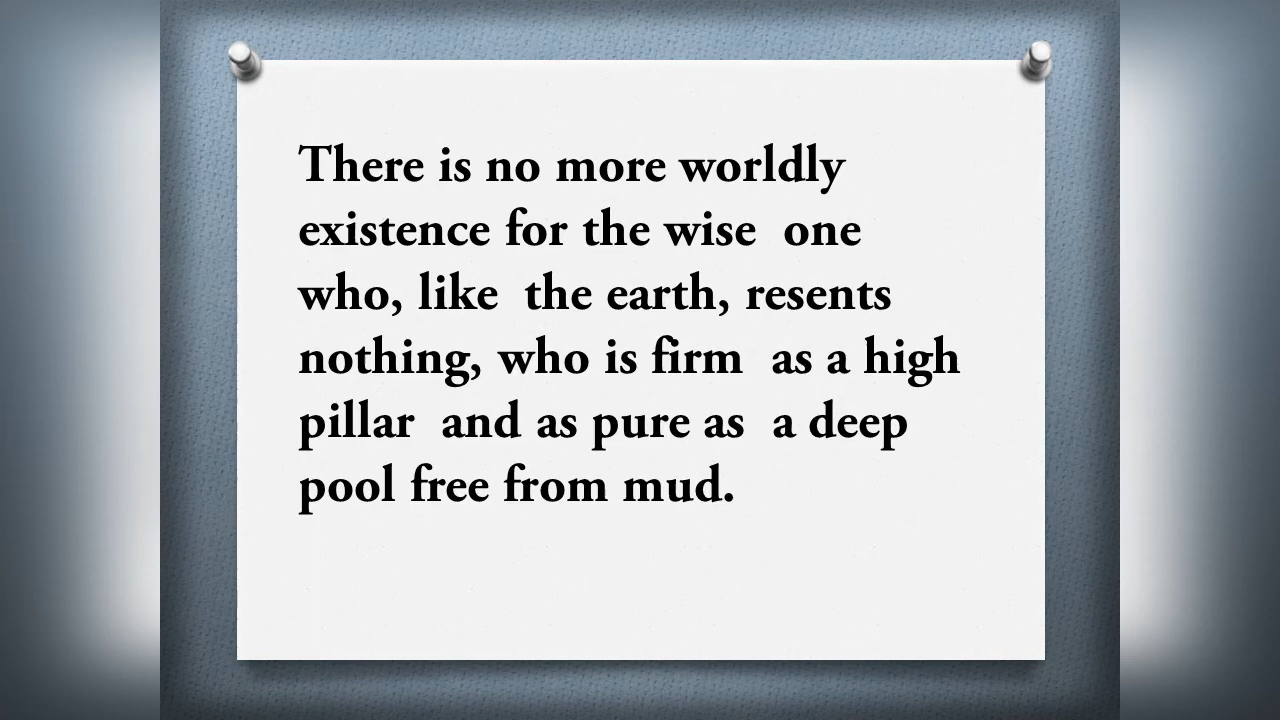 There is no more worldly
existence for the wise  one
who, like  the earth, resents
nothing, who is firm  as a high
pillar  and as pure as  a deep
pool free from mud.